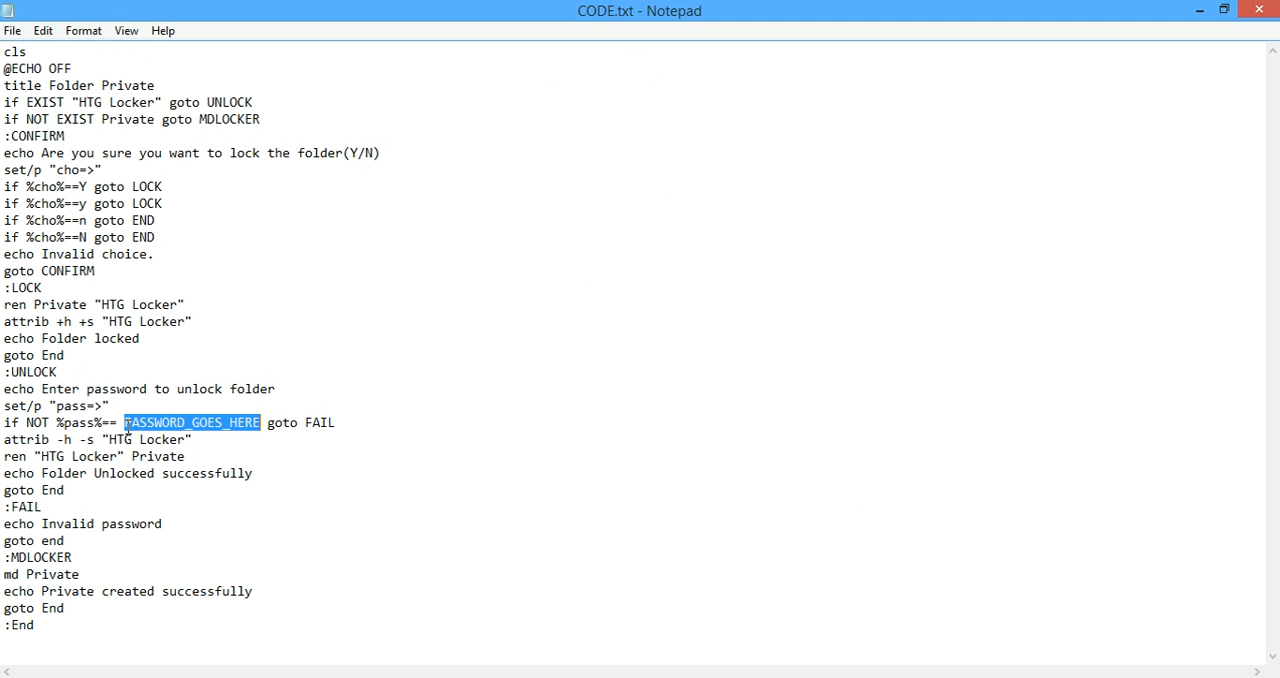 CODE.txt - Notepad
File Edit Format View Help
cls
@ECHO OFF
title Folder Private
if EXIST "HTG Locker" goto UNLOCK
if NOT EXIST Private goto MDLOCKER
:CONFIRM
echo Are you sure you want to lock the folder(Y/N)
set/p "cho=>"
if %cho%==Y goto LOCK
if %cho%==y goto LOCK
if %cho%==n goto END
if %cho%==N goto END
echo Invalid choice.
goto CONFIRM
:LOCK
ren Private "HTG Locker"
attrib +h +s "HTG Locker"
echo Folder locked
goto End
:UNLOCK
echo Enter password to unlock folder
set/p "pass=>"
if NOT %pass%== PASSWORD_GOES_HERE goto FAIL
attrib -h -s "HTG Locker"
ren "HTG Locker" Private
echo Folder Unlocked successfully
goto End
:FAIL
echo Invalid password
goto end
:MDLOCKER
md Private
echo Private created successfully
goto End
:End